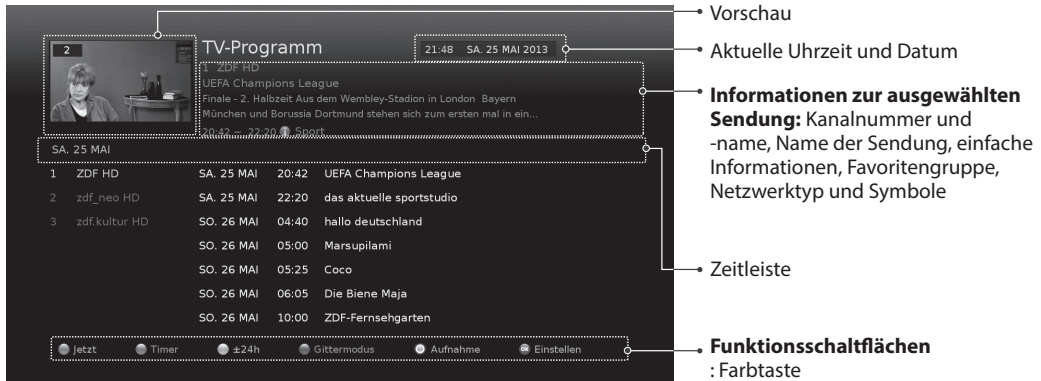 Vorschau
2
TV-Programm
21:48 SA. 25 MAI 2013
Aktuelle Uhrzeit und Datum
1 ZDF HD
UEFA Champions League
Finale - 2. Halbzeit Aus dem Wembley-Stadion in London Bayern
München und Borussia Dortmund stehen sich zum ersten mal in ein...
20:42 ~ 22:20 Sport
Informationen zur ausgewählten
Sendung: Kanalnummer und
-name, Name der Sendung, einfache
Informationen, Favoritengruppe,
Netzwerktyp und Symbole
SA. 25 MAI
Zeitleiste
1 ZDF HD SA. 25 MAI 20:42 UEFA Champions League
2 zdf_neo HD SA. 25 MAI 22:20 das aktuelle sportstudio
3 zdf.kultur HD SO. 26 MAI 04:40 hallo deutschland
SO. 26 MAI 05:00 Marsupilami
SO. 26 MAI 05:25 Coco
SO. 26 MAI 06:05 Die Biene Maja
SO. 26 MAI 10:00 ZDF-Fernsehgarten
Jetzt Timer ±24h Gittermodus Aufnahme OK Einstellen
Funktionsschaltflächen
: Farbtaste